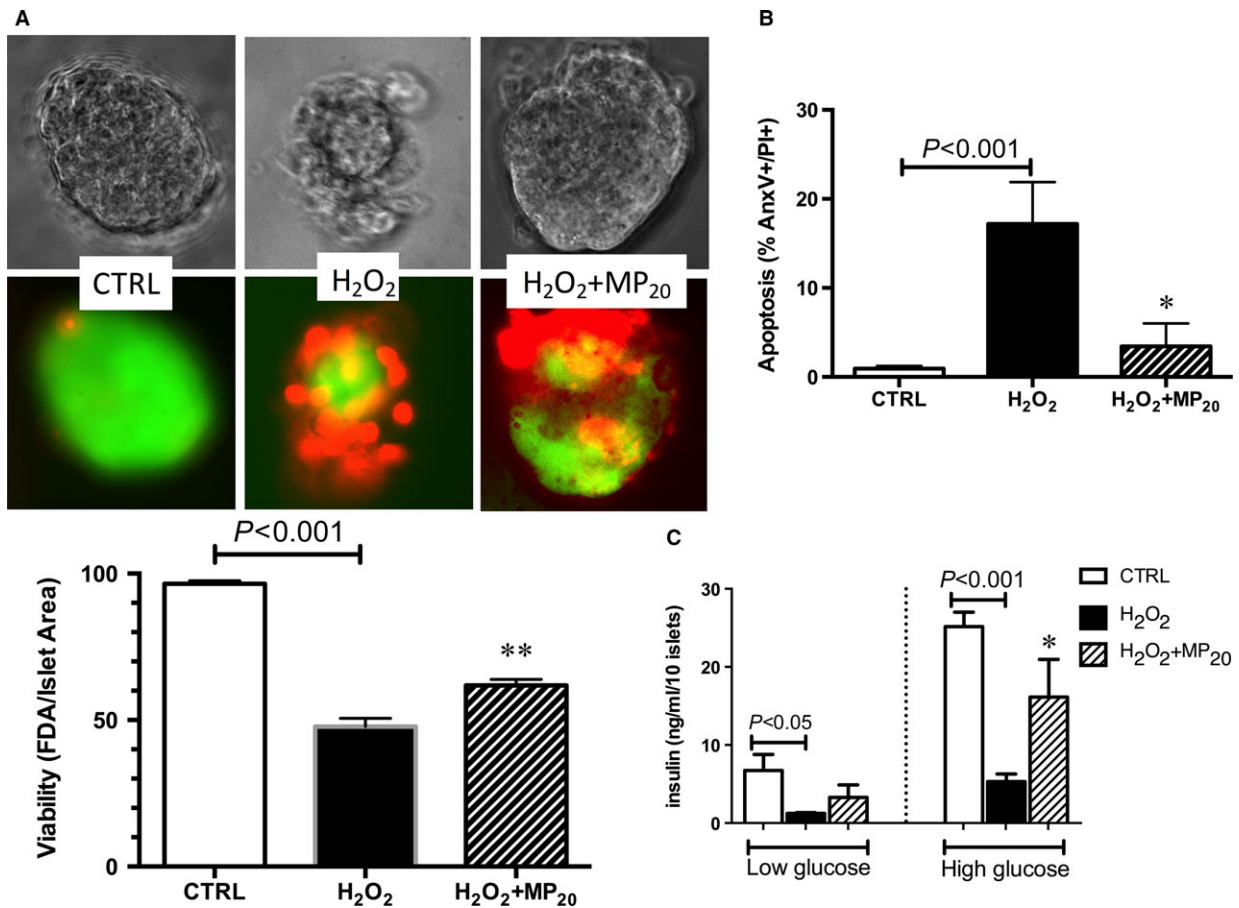 A
CTRL
H₂O₂
H₂O₂+MP₂₀
P<0.001
Viability (FDA/Islet Area)
100
50
0
CTRL
H₂O₂
H₂O₂+MP₂₀
**
B
Apoptosis (% AnxV+/PI+)
30
20
10
0
P<0.001
*
CTRL
H₂O₂
H₂O₂+MP₂₀
C
insulin (ng/ml/10 islets)
30
20
10
0
P<0.05
P<0.001
*
Low glucose
High glucose
CTRL
H₂O₂
H₂O₂+MP₂₀